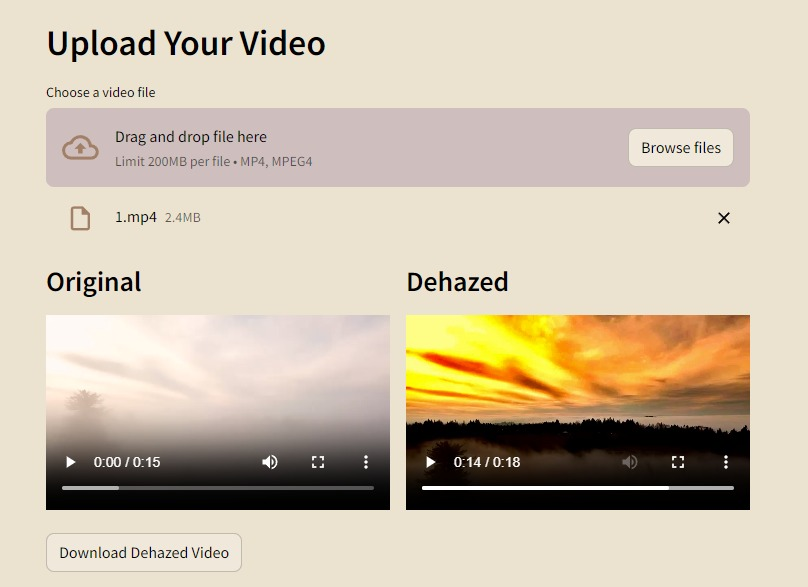 Upload Your Video
Choose a video file
Drag and drop file here
Limit 200MB per file • MP4, MPEG4
Browse files
1.mp4 2.4MB
Original
Dehazed
0:00 / 0:15
0:14 / 0:18
Download Dehazed Video